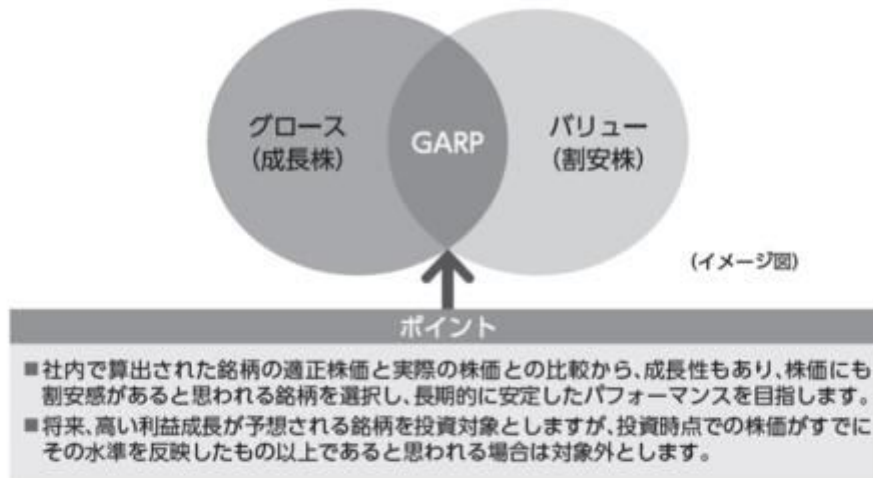 グロース
（成長株）
GARP
バリュー
（割安株）
（イメージ図）
ポイント
■社内で算出された銘柄の適正株価と実際の株価との比較から、成長性もあり、株価にも
割安感があると思われる銘柄を選択し、長期的に安定したパフォーマンスを目指します。
■将来、高い利益成長が予想される銘柄を投資対象としますが、投資時点での株価がすでに
その水準を反映したもの以上であると思われる場合は対象外とします。